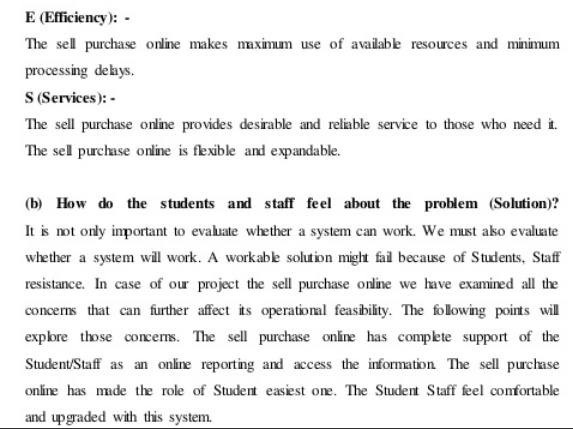 E (Efficiency): -
The sell purchase online makes maximum use of available resources and minimum
processing delays.
S (Services): -
The sell purchase online provides desirable and reliable service to those who need it.
The sell purchase online is flexible and expandable.
(b) How do the students and staff feel about the problem (Solution)?
It is not only important to evaluate whether a system can work. We must also evaluate
whether a system will work. A workable solution might fail because of Students, Staff
resistance. In case of our project the sell purchase online we have examined all the
concerns that can further affect its operational feasibility. The following points will
explore those concerns. The sell purchase online has complete support of the
Student/Staff as an online reporting and access the information. The sell purchase
online has made the role of Student easiest one. The Student Staff feel comfortable
and upgraded with this system.